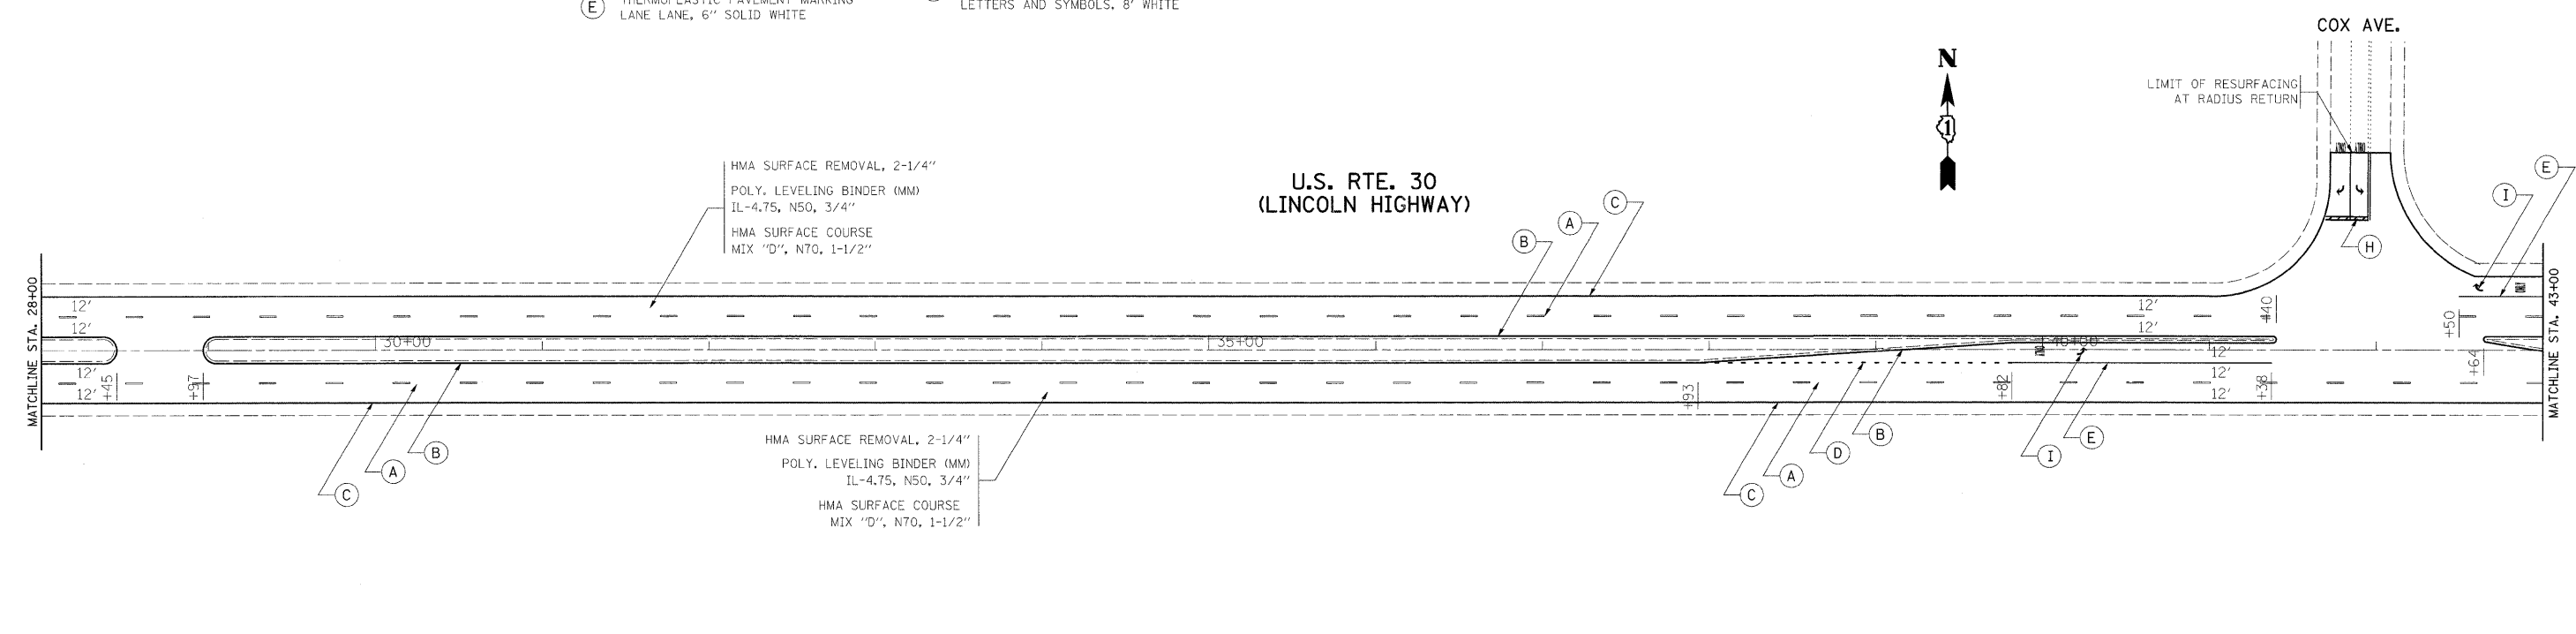 E
THERMOPLASTIC PAVEMENT MARKING
LANE LANE, 6" SOLID WHITE
LETTERS AND SYMBOLS, 8' WHITE
COX AVE.
N
1
LIMIT OF RESURFACING
AT RADIUS RETURN
HMA SURFACE REMOVAL, 2-1/4"
POLY. LEVELING BINDER (MM)
IL-4.75, N50, 3/4"
HMA SURFACE COURSE
MIX "D", N70, 1-1/2"
U.S. RTE. 30
(LINCOLN HIGHWAY)
B
A
C
H
I
E
MATCHLINE STA. 28+00
12'
12'
12'
12'
+45
+97
30+00
35+00
40+00
12'
12'
12'
12'
12'
+93
+82
+38
+40
+50
+64
ONLY
MATCHLINE STA. 43+00
C
A
B
HMA SURFACE REMOVAL, 2-1/4"
POLY. LEVELING BINDER (MM)
IL-4.75, N50, 3/4"
HMA SURFACE COURSE
MIX "D", N70, 1-1/2"
C
A
D
B
I
E